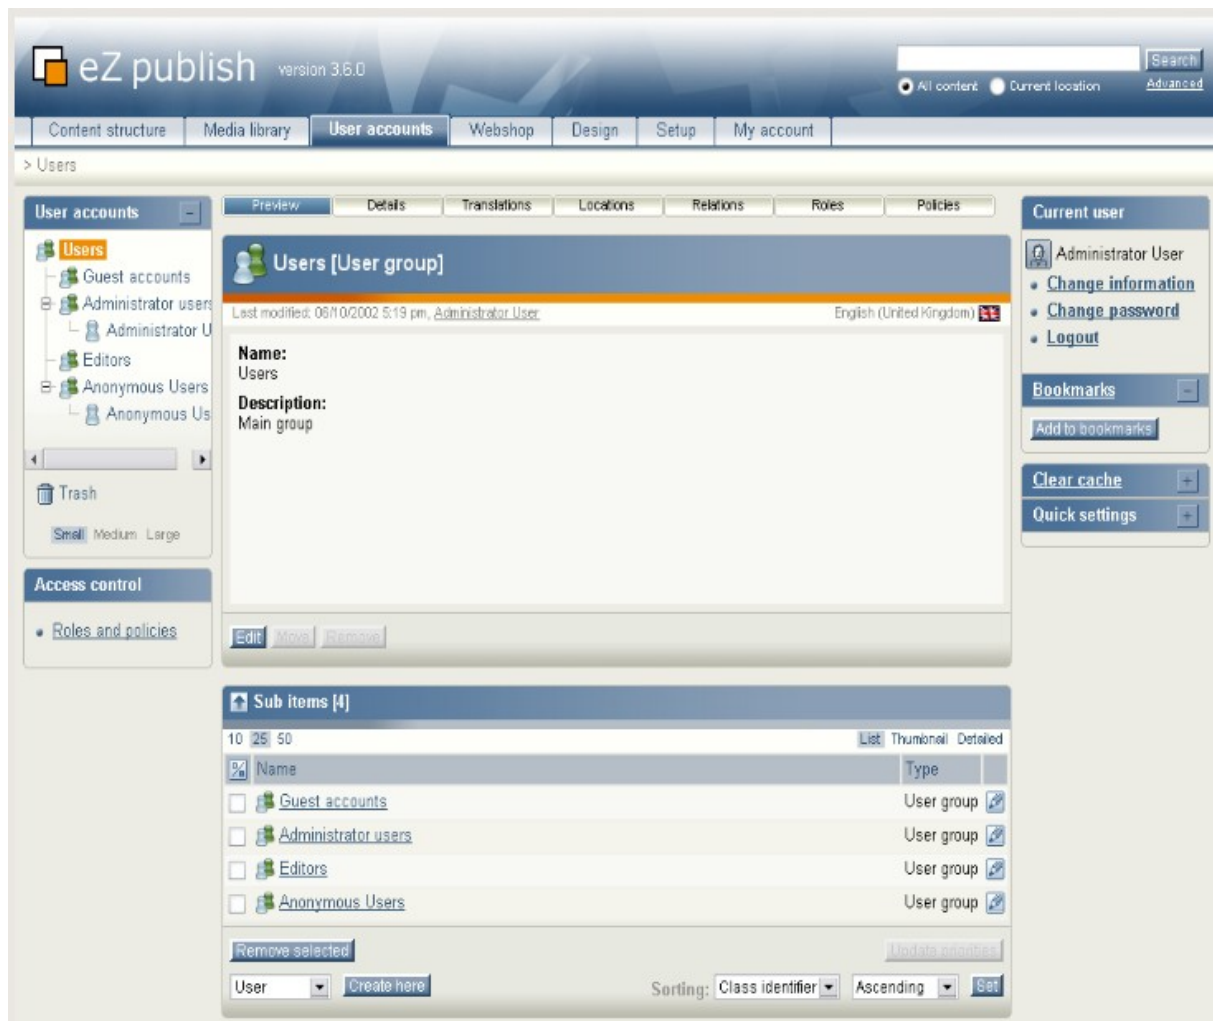 eZ publish version 3.6.0
Search
All content Current location Advanced
Content structure Media library User accounts Webshop Design Setup My account
> Users
User accounts
Users
Guest accounts
Administrator users
Administrator U
Editors
Anonymous Users
Anonymous Us
Trash
Small Medium Large
Access control
Roles and policies
Preview Details Translations Locations Relations Roles Policies
Users [User group]
Last modified: 06/10/2002 5:19 pm, Administrator User English (United Kingdom)
Name:
Users
Description:
Main group
Edit Move Remove
Sub items [4]
10 25 50 List Thumbnail Detailed
Name Type
Guest accounts User group
Administrator users User group
Editors User group
Anonymous Users User group
Remove selected Update priorities
User Create here Sorting: Class identifier Ascending Set
Current user
Administrator User
Change information
Change password
Logout
Bookmarks
Add to bookmarks
Clear cache
Quick settings